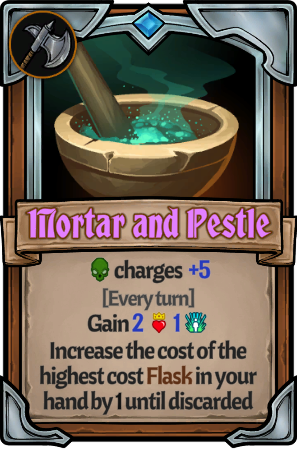 Mortar and Pestle
charges +5
[Every turn]
Gain 2 1
Increase the cost of the
highest cost Flask in your
hand by 1 until discarded